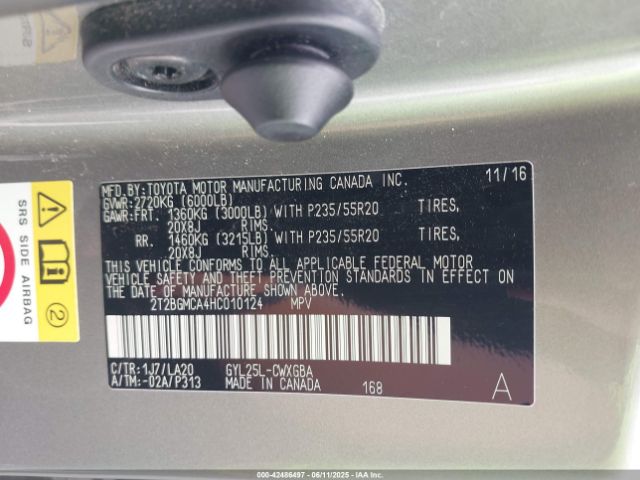 SRS SIDE AIRBAG
2
MFD.BY:TOYOTA MOTOR MANUFACTURING CANADA INC. 11/16
GVWR:2720KG (6000LB)
GAWR:FRT. 1360KG (3000LB) WITH P235/55R20 TIRES,
20X8J RIMS.
RR. 1460KG (3215LB) WITH P235/55R20 TIRES,
20X8J RIMS.
THIS VEHICLE CONFORMS TO ALL APPLICABLE FEDERAL MOTOR
VEHICLE SAFETY AND THEFT PREVENTION STANDARDS IN EFFECT ON
THE DATE OF MANUFACTURE SHOWN ABOVE.
2T2BGMCA4HC010124 MPV
C/TR:1J7/LA20 GYL25L-CWXGBA
A/TM:-02A/P313 MADE IN CANADA 168 A
000-42486497 - 06/11/2025 - IAAI.COM